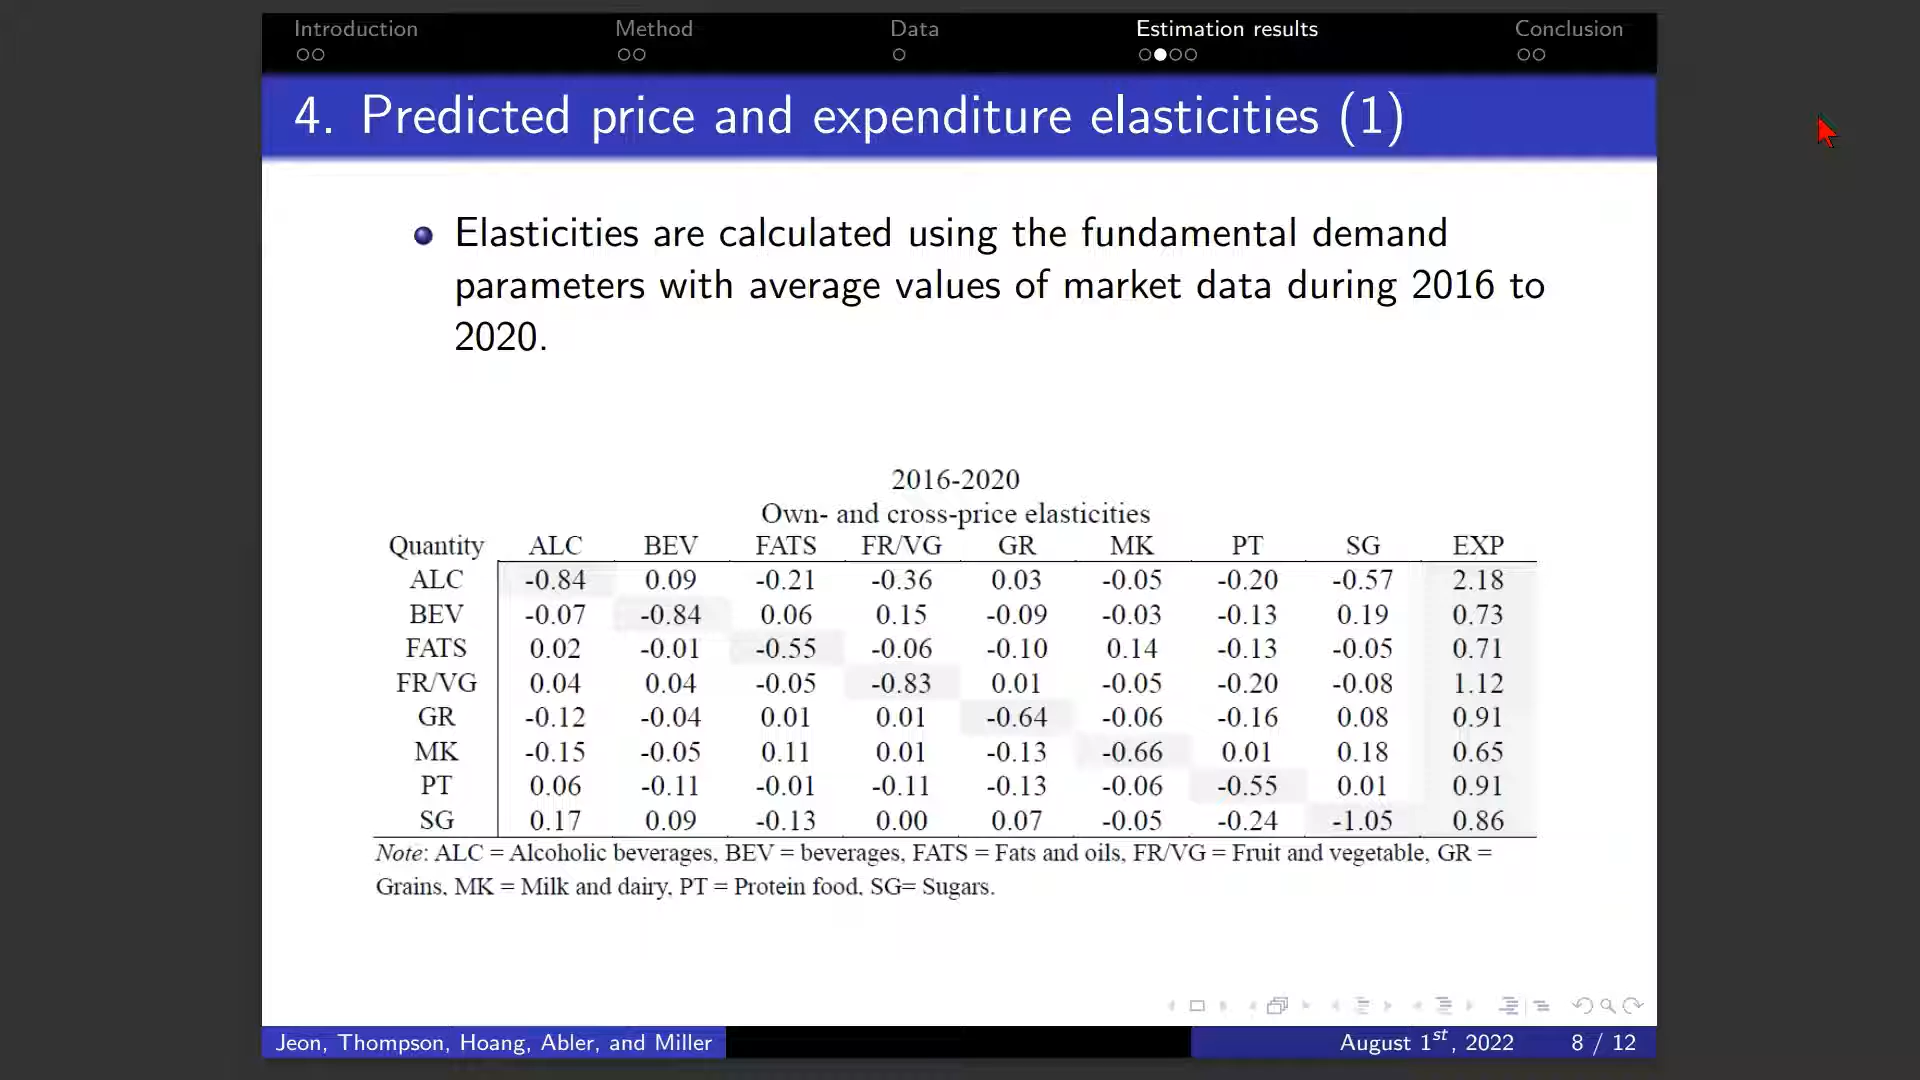 Introduction Method Data Estimation results Conclusion
4. Predicted price and expenditure elasticities (1)
Elasticities are calculated using the fundamental demand
parameters with average values of market data during 2016 to
2020.
2016-2020
Own- and cross-price elasticities
Quantity ALC BEV FATS FR/VG GR MK PT SG EXP
ALC -0.84 0.09 -0.21 -0.36 0.03 -0.05 -0.20 -0.57 2.18
BEV -0.07 -0.84 0.06 0.15 -0.09 -0.03 -0.13 0.19 0.73
FATS 0.02 -0.01 -0.55 -0.06 -0.10 0.14 -0.13 -0.05 0.71
FR/VG 0.04 0.04 -0.05 -0.83 0.01 -0.05 -0.20 -0.08 1.12
GR -0.12 -0.04 0.01 0.01 -0.64 -0.06 -0.16 0.08 0.91
MK -0.15 -0.05 0.11 0.01 -0.13 -0.66 0.01 0.18 0.65
PT 0.06 -0.11 -0.01 -0.11 -0.13 -0.06 -0.55 0.01 0.91
SG 0.17 0.09 -0.13 0.00 0.07 -0.05 -0.24 -1.05 0.86
Note: ALC = Alcoholic beverages, BEV = beverages, FATS = Fats and oils, FR/VG = Fruit and vegetable, GR =
Grains, MK = Milk and dairy, PT = Protein food, SG= Sugars.
Jeon, Thompson, Hoang, Abler, and Miller August 1st, 2022 8 / 12